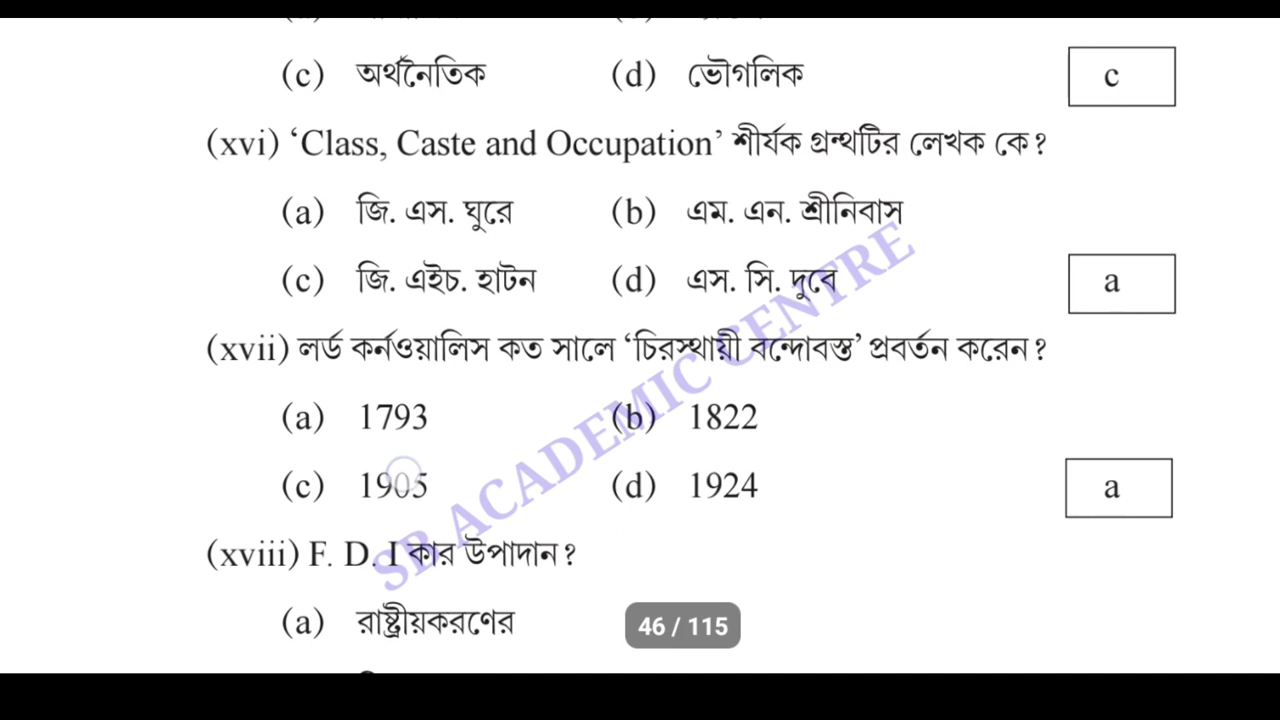 (c) অর্থনৈতিক (d) ভৌগলিক c
(xvi) ‘Class, Caste and Occupation’ শীর্ষক গ্রন্থটির লেখক কে?
(a) জি. এস. ঘুরে (b) এম. এন. শ্রীনিবাস
(c) জি. এইচ. হাটন (d) এস. সি. দুবে a
(xvii) লর্ড কর্নওয়ালিস কত সালে ‘চিরস্থায়ী বন্দোবস্ত’ প্রবর্তন করেন?
(a) 1793 (b) 1822
(c) 1905 (d) 1924 a
(xviii) F. D. I কার উপাদান?
(a) রাষ্ট্রীয়করণের
46 / 115
SB ACADEMIC CENTRE